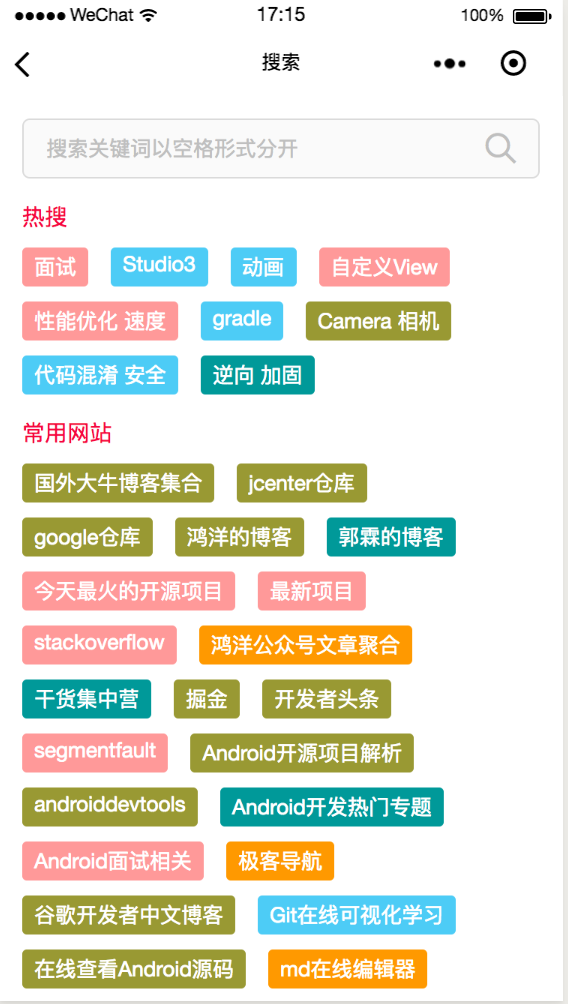 WeChat 17:15 100%
搜索
搜索关键词以空格形式分开
热搜
面试 Studio3 动画 自定义View
性能优化 速度 gradle Camera 相机
代码混淆 安全 逆向 加固
常用网站
国外大牛博客集合 jcenter仓库
google仓库 鸿洋的博客 郭霖的博客
今天最火的开源项目 最新项目
stackoverflow 鸿洋公众号文章聚合
干货集中营 掘金 开发者头条
segmentfault Android开源项目解析
androiddevtools Android开发热门专题
Android面试相关 极客导航
谷歌开发者中文博客 Git在线可视化学习
在线查看Android源码 md在线编辑器